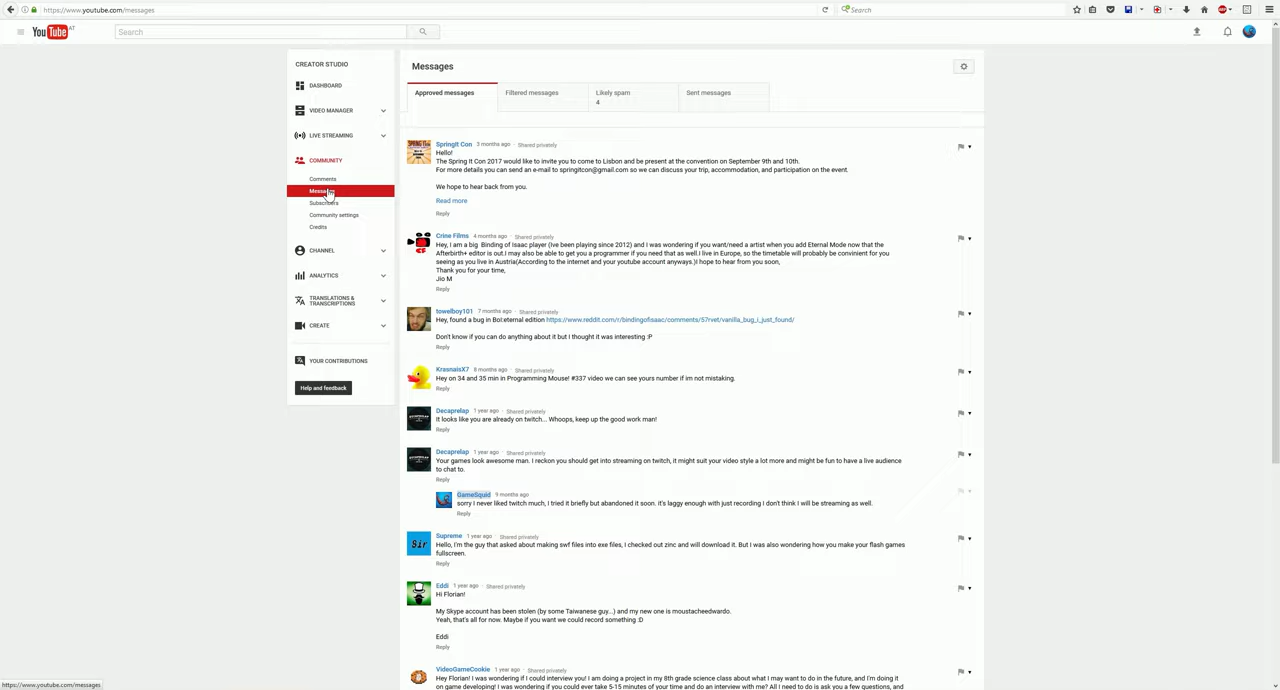 https://www.youtube.com/messages
Search
YouTube AT
Search
CREATOR STUDIO
DASHBOARD
VIDEO MANAGER
LIVE STREAMING
COMMUNITY
Comments
Messages
Subscribers
Community settings
Credits
CHANNEL
ANALYTICS
TRANSLATIONS &
TRANSCRIPTIONS
CREATE
YOUR CONTRIBUTIONS
Help and feedback
Messages
Approved messages
Filtered messages
Likely spam
4
Sent messages
SpringIt Con 3 months ago · Shared privately
Hello!
The Spring It Con 2017 would like to invite you to come to Lisbon and be present at the convention on September 9th and 10th.
For more details you can send an e-mail to springitcon@gmail.com so we can discuss your trip, accommodation, and participation on the event.
We hope to hear back from you.
Read more
Reply
Crine Films 4 months ago · Shared privately
Hey, I am a big Binding of Isaac player (Ive been playing since 2012) and I was wondering if you want/need a artist when you add Eternal Mode now that the
Afterbirth+ editor is out.I may also be able to get you a programmer if you need that as well.I live in Europe, so the timetable will probably be convinient for you
seeing as you live in Austria(According to the internet and your youtube account anyways.)I hope to hear from you soon,
Thank you for your time,
Jio M
Reply
towelboy101 7 months ago · Shared privately
Hey, found a bug in BoI:eternal edition https://www.reddit.com/r/bindingofisaac/comments/57rvet/vanilla_bug_i_just_found/
Don't know if you can do anything about it but I thought it was interesting :P
Reply
KrasnaisX7 8 months ago · Shared privately
Hey on 34 and 35 min in Programming Mouse! #337 video we can see yours number if im not mistaking.
Reply
Decaprelap 1 year ago · Shared privately
It looks like you are already on twitch... Whoops, keep up the good work man!
Reply
Decaprelap 1 year ago · Shared privately
Your games look awesome man. I reckon you should get into streaming on twitch, it might suit your video style a lot more and might be fun to have a live audience
to chat to.
Reply
GameSquid 9 months ago
sorry I never liked twitch much, I tried it briefly but abandoned it soon. it's laggy enough with just recording I don't think I will be streaming as well.
Reply
Sir
Supreme 1 year ago · Shared privately
Hello, I'm the guy that asked about making swf files into exe files, I checked out zinc and will download it. But I was also wondering how you make your flash games
fullscreen.
Reply
Eddi 1 year ago · Shared privately
Hi Florian!
My Skype account has been stolen (by some Taiwanese guy...) and my new one is moustacheedwardo.
Yeah, that's all for now. Maybe if you want we could record something :D
Eddi
Reply
VideoGameCookie 1 year ago · Shared privately
Hey Florian! I was wondering if I could interview you! I am doing a project in my 8th grade science class about what I may want to do in the future, and I'm doing it
on game developing! I was wondering if you could ever take 5-15 minutes of your time and do an interview with me? All I need to do is ask you a few questions, and
https://www.youtube.com/messages